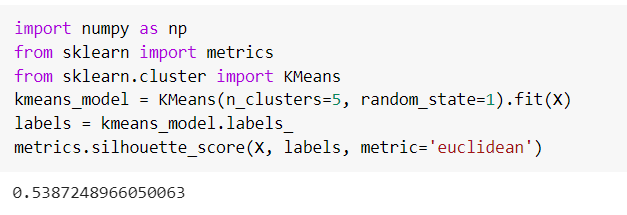 import numpy as np
from sklearn import metrics
from sklearn.cluster import KMeans
kmeans_model = KMeans(n_clusters=5, random_state=1).fit(X)
labels = kmeans_model.labels_
metrics.silhouette_score(X, labels, metric='euclidean')
0.5387248966050063